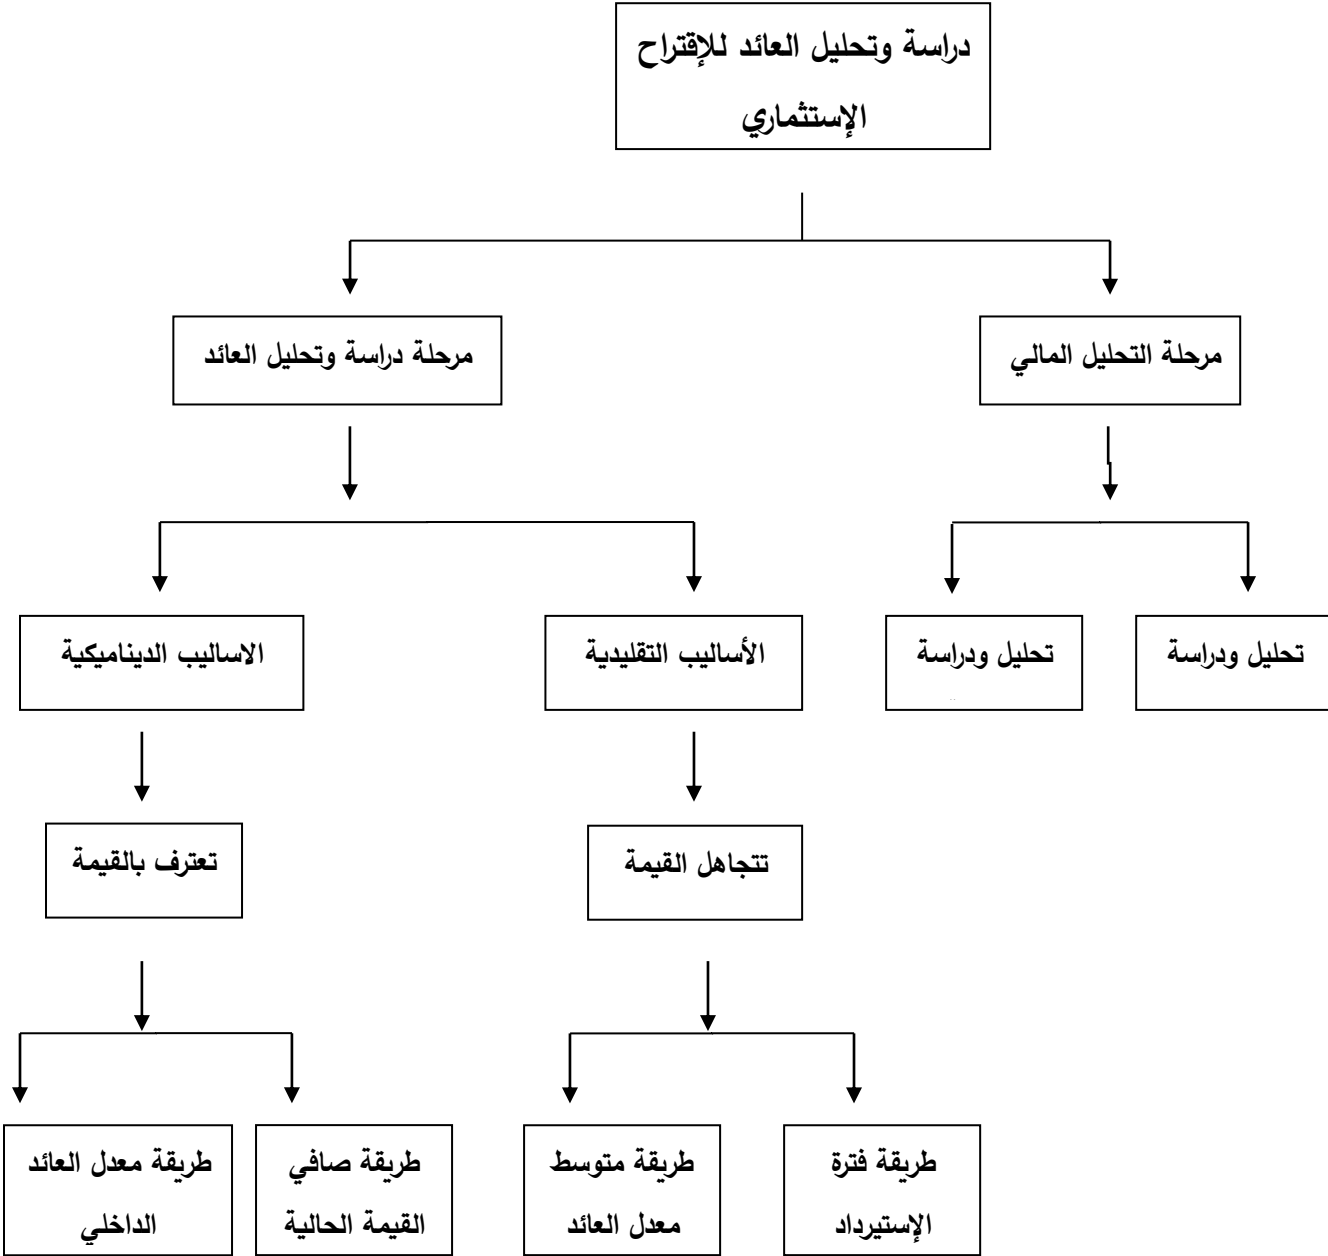 دراسة وتحليل العائد للإقتراح
الإستثماري
مرحلة التحليل المالي
مرحلة دراسة وتحليل العائد
تحليل ودراسة
تحليل ودراسة
الأساليب التقليدية
الاساليب الديناميكية
تتجاهل القيمة
تعترف بالقيمة
طريقة فترة
الإستيرداد
طريقة متوسط
معدل العائد
طريقة صافي
القيمة الحالية
طريقة معدل العائد
الداخلي